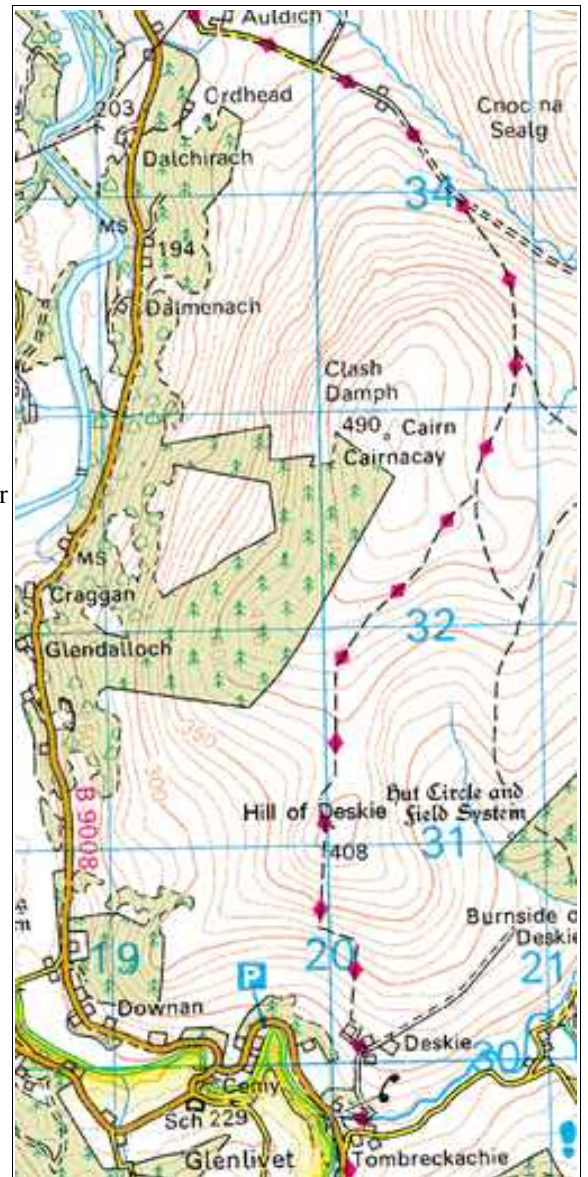 Auldich
Ordhead
203
Cnoc na
Sealg
Dalchirach
34
MS
194
Dalmenach
Clash
Damph
490 Cairn
Cairnacay
r
MS
Craggan
32
Glendalloch
350
300
B 9008
Hut Circle and
Field System
Hill of Deskie
31
408
Burnside o
Deskie
19
20
21
P
Downan
Deskie
30
Sch 229
Glenlivet
Tombreckachie